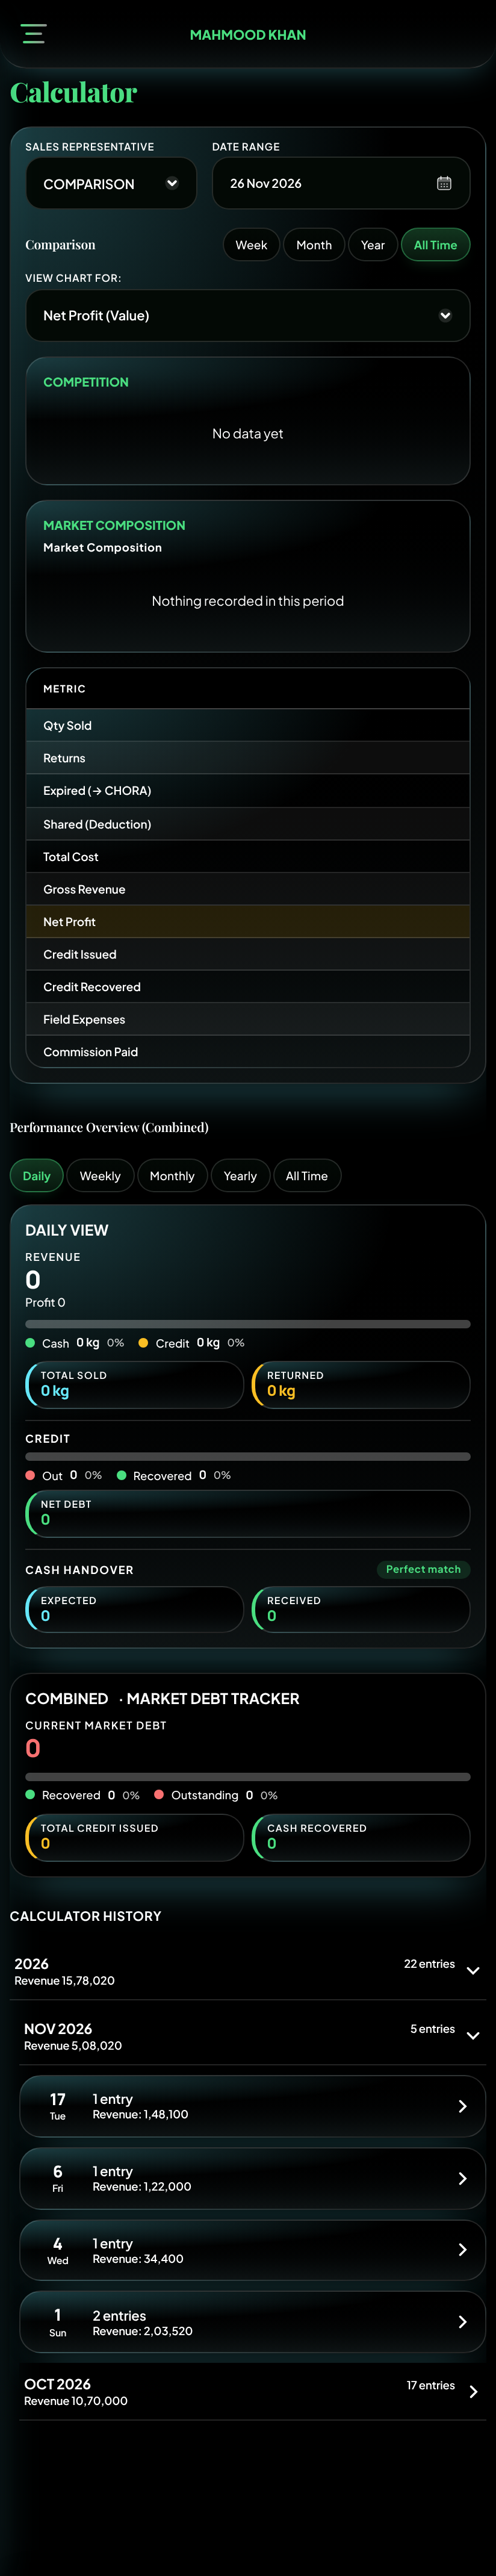 MAHMOOD KHAN
Calculator
SALES REPRESENTATIVE
DATE RANGE
COMPARISON
26 Nov 2026
Comparison
Week
Month
Year
All Time
VIEW CHART FOR:
Net Profit (Value)
COMPETITION
No data yet
MARKET COMPOSITION
Market Composition
Nothing recorded in this period
METRIC
Qty Sold
Returns
Expired (→ CHORA)
Shared (Deduction)
Total Cost
Gross Revenue
Net Profit
Credit Issued
Credit Recovered
Field Expenses
Commission Paid
Performance Overview (Combined)
Daily
Weekly
Monthly
Yearly
All Time
DAILY VIEW
REVENUE
0
Profit 0
Cash 0 kg 0% Credit 0 kg 0%
TOTAL SOLD
0 kg
RETURNED
0 kg
CREDIT
Out 0 0% Recovered 0 0%
NET DEBT
0
CASH HANDOVER
Perfect match
EXPECTED
0
RECEIVED
0
COMBINED · MARKET DEBT TRACKER
CURRENT MARKET DEBT
0
Recovered 0 0% Outstanding 0 0%
TOTAL CREDIT ISSUED
0
CASH RECOVERED
0
CALCULATOR HISTORY
2026
22 entries
Revenue 15,78,020
NOV 2026
5 entries
Revenue 5,08,020
17
Tue
1 entry
Revenue: 1,48,100
6
Fri
1 entry
Revenue: 1,22,000
4
Wed
1 entry
Revenue: 34,400
1
Sun
2 entries
Revenue: 2,03,520
OCT 2026
17 entries
Revenue 10,70,000